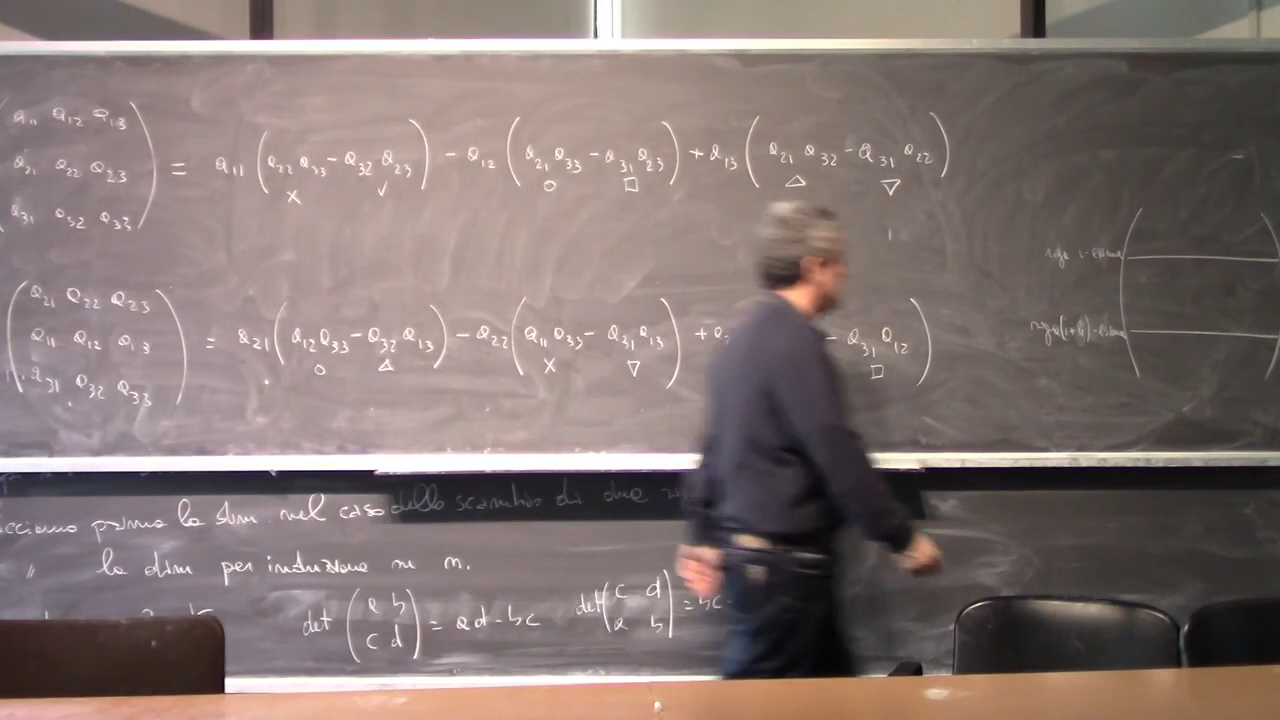 a11 a12 a13
a21 a22 a23 = a11 (a22 a33 - a32 a23) - a12 (a21 a33 - a31 a23) + a13 (a21 a32 - a31 a22)
× ✓ ○ □ △ ▽
a31 a32 a33
riga i-esima
a21 a22 a23
a11 a12 a13 = a21 (a12 a33 - a32 a13) - a22 (a11 a33 - a31 a13) + - a31 a12)
○ △ × ▽ □
a31 a32 a33
riga (i+1)-esima
cciamo prima la dim. nel caso dello scambio di due
" la dim per induzione su n.
det (a b
c d) = ad - bc det (c d
a b) = bc -